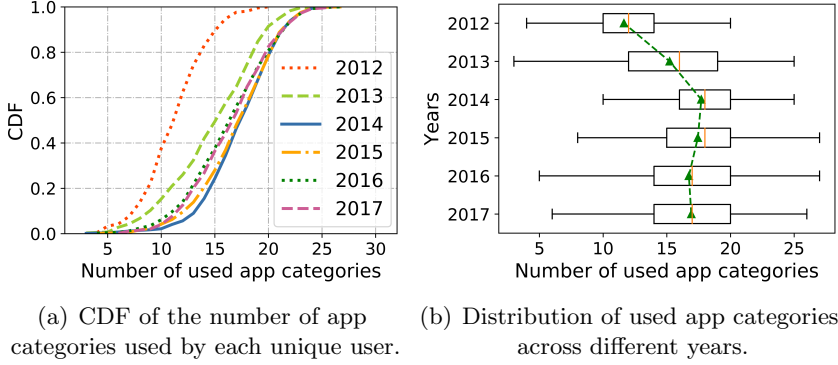 1.0
0.8
0.6
0.4
0.2
0.0
CDF
5 10 15 20 25 30
Number of used app categories
2012
2013
2014
2015
2016
2017
(a) CDF of the number of app
categories used by each unique user.
Years
2012
2013
2014
2015
2016
2017
5 10 15 20 25
Number of used app categories
(b) Distribution of used app categories
across different years.